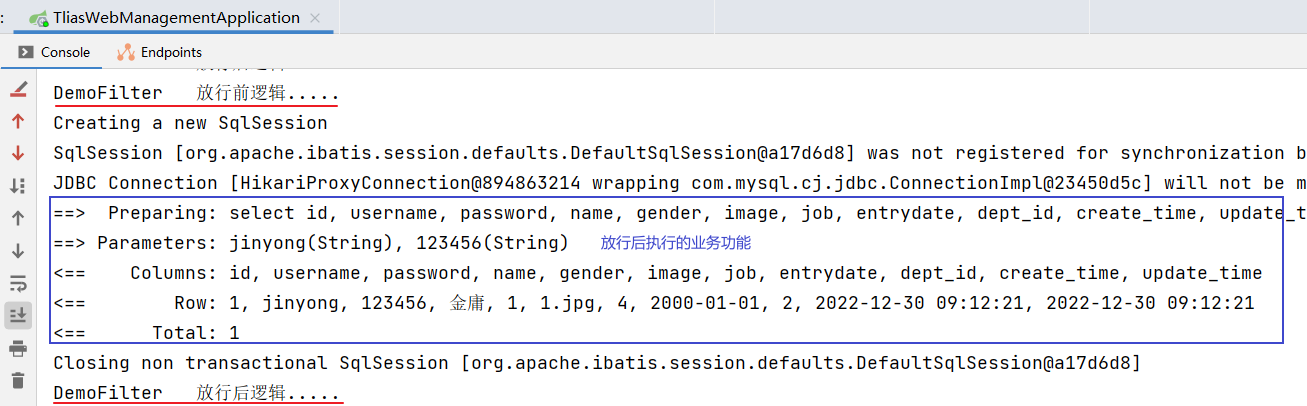 : TliasWebManagementApplication ×
Console Endpoints
DemoFilter 放行前逻辑.....
Creating a new SqlSession
SqlSession [org.apache.ibatis.session.defaults.DefaultSqlSession@a17d6d8] was not registered for synchronization b
JDBC Connection [HikariProxyConnection@894863214 wrapping com.mysql.cj.jdbc.ConnectionImpl@23450d5c] will not be m
==>  Preparing: select id, username, password, name, gender, image, job, entrydate, dept_id, create_time, update_t
==> Parameters: jinyong(String), 123456(String) 放行后执行的业务功能
<==    Columns: id, username, password, name, gender, image, job, entrydate, dept_id, create_time, update_time
<==        Row: 1, jinyong, 123456, 金庸, 1, 1.jpg, 4, 2000-01-01, 2, 2022-12-30 09:12:21, 2022-12-30 09:12:21
<==      Total: 1
Closing non transactional SqlSession [org.apache.ibatis.session.defaults.DefaultSqlSession@a17d6d8]
DemoFilter 放行后逻辑.....